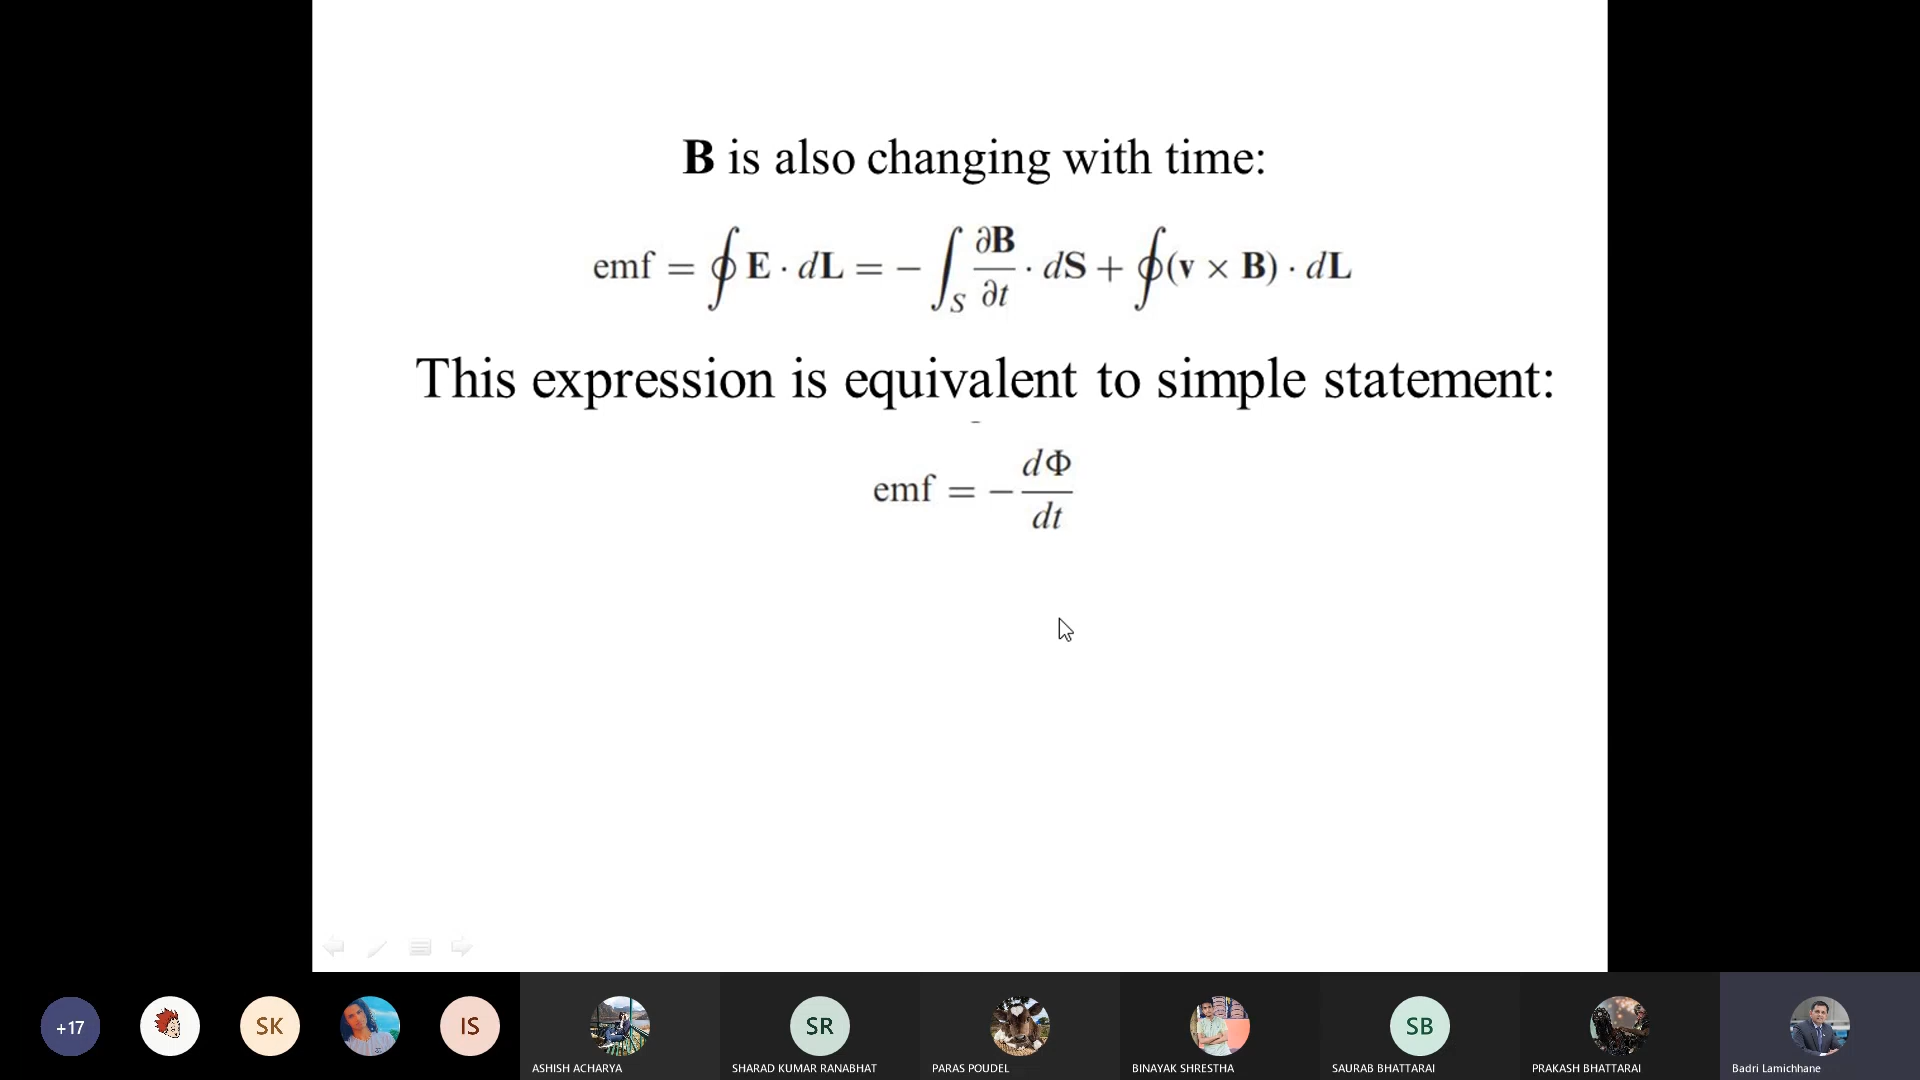 B is also changing with time:
emf = ∮ E · dL = − ∫_S ∂B/∂t · dS + ∮(v × B) · dL
This expression is equivalent to simple statement:
emf = − dΦ/dt
+17
SK
IS
SR
SB
ASHISH ACHARYA
SHARAD KUMAR RANABHAT
PARAS POUDEL
BINAYAK SHRESTHA
SAURAB BHATTARAI
PRAKASH BHATTARAI
Badri Lamichhane